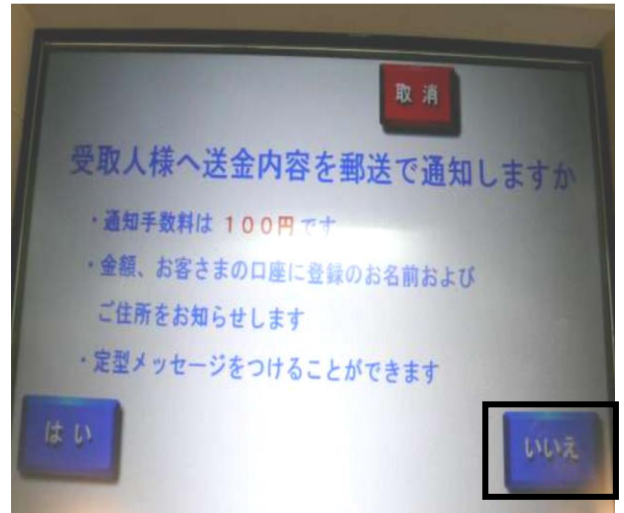 取消
受取人様へ送金内容を郵送で通知しますか
・通知手数料は 100円です
・金額、お客さまの口座に登録のお名前および
ご住所をお知らせします
・定型メッセージをつけることができます
はい
いいえ